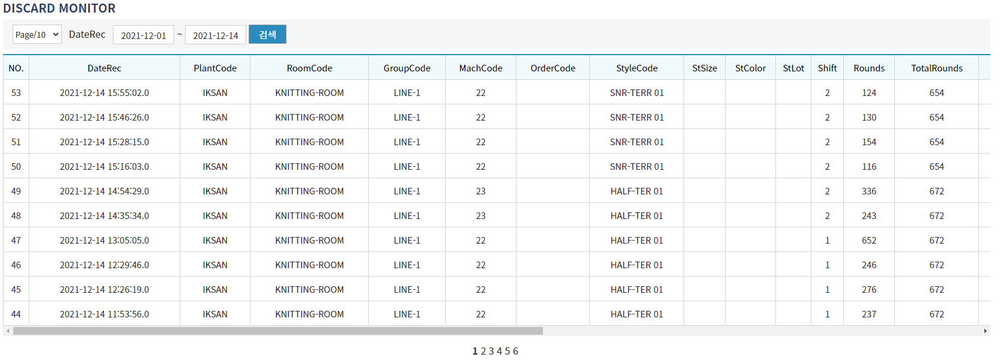 DISCARD MONITOR
Page/10 DateRec 2021-12-01 ~ 2021-12-14 검색
NO. DateRec PlantCode RoomCode GroupCode MachCode OrderCode StyleCode StSize StColor StLot Shift Rounds TotalRounds
53 2021-12-14 15:55:02.0 IKSAN KNITTING-ROOM LINE-1 22 SNR-TERR 01 2 124 654
52 2021-12-14 15:46:26.0 IKSAN KNITTING-ROOM LINE-1 22 SNR-TERR 01 2 130 654
51 2021-12-14 15:28:15.0 IKSAN KNITTING-ROOM LINE-1 22 SNR-TERR 01 2 154 654
50 2021-12-14 15:16:03.0 IKSAN KNITTING-ROOM LINE-1 22 SNR-TERR 01 2 116 654
49 2021-12-14 14:54:29.0 IKSAN KNITTING-ROOM LINE-1 23 HALF-TER 01 2 336 672
48 2021-12-14 14:35:34.0 IKSAN KNITTING-ROOM LINE-1 23 HALF-TER 01 2 243 672
47 2021-12-14 13:05:05.0 IKSAN KNITTING-ROOM LINE-1 22 HALF-TER 01 1 652 672
46 2021-12-14 12:29:46.0 IKSAN KNITTING-ROOM LINE-1 22 HALF-TER 01 1 246 672
45 2021-12-14 12:26:19.0 IKSAN KNITTING-ROOM LINE-1 22 HALF-TER 01 1 276 672
44 2021-12-14 11:53:56.0 IKSAN KNITTING-ROOM LINE-1 22 HALF-TER 01 1 237 672
1 2 3 4 5 6